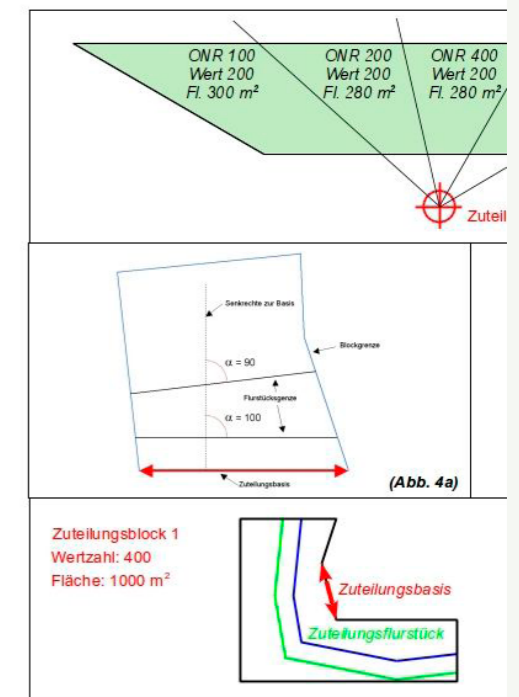 ONR 100
Wert 200
Fl. 300 m²
ONR 200
Wert 200
Fl. 280 m²
ONR 400
Wert 200
Fl. 280 m²
Zuteil
Senkrechte zur Basis
α = 90
Blockgrenze
Flurstücksgenze
α = 100
Zuteilungsbasis
(Abb. 4a)
Zuteilungsblock 1
Wertzahl: 400
Fläche: 1000 m²
Zuteilungsbasis
Zuteilungsflurstück